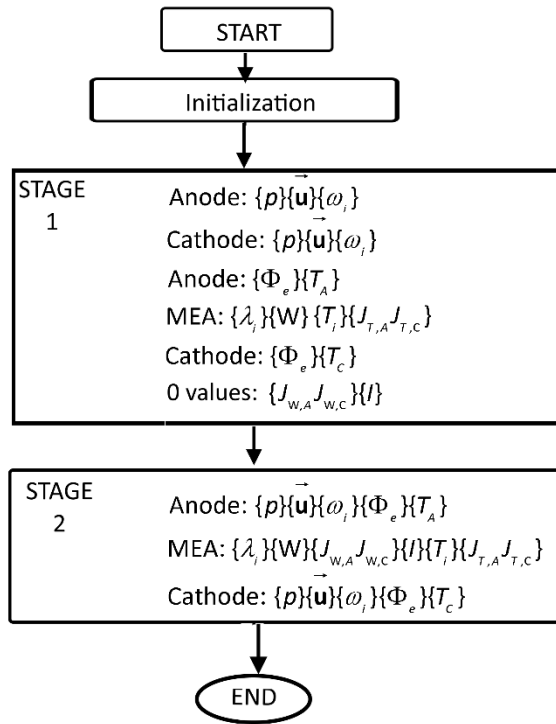 START
Initialization
STAGE
1
Anode: {p}{u⃗}{ω_i}
Cathode: {p}{u⃗}{ω_i}
Anode: {Φ_e}{T_A}
MEA: {λ_i}{W}{T_i}{J_T,A J_T,C}
Cathode: {Φ_e}{T_C}
0 values: {J_W,A J_W,C}{I}
STAGE
2
Anode: {p}{u⃗}{ω_i}{Φ_e}{T_A}
MEA: {λ_i}{W}{J_W,A J_W,C}{I}{T_i}{J_T,A J_T,C}
Cathode: {p}{u⃗}{ω_i}{Φ_e}{T_C}
END